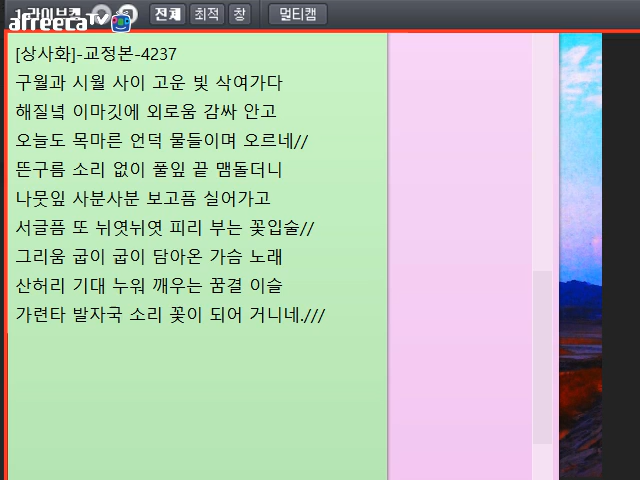 afreecaTV
전체 최적 창 멀티캠
[상사화]-교정본-4237
구월과 시월 사이 고운 빛 삭여가다
해질녘 이마깃에 외로움 감싸 안고
오늘도 목마른 언덕 물들이며 오르네//
뜬구름 소리 없이 풀잎 끝 맴돌더니
나뭇잎 사분사분 보고픔 실어가고
서글픔 또 뉘엿뉘엿 피리 부는 꽃입술//
그리움 굽이 굽이 담아온 가슴 노래
산허리 기대 누워 깨우는 꿈결 이슬
가련타 발자국 소리 꽃이 되어 거니네.///